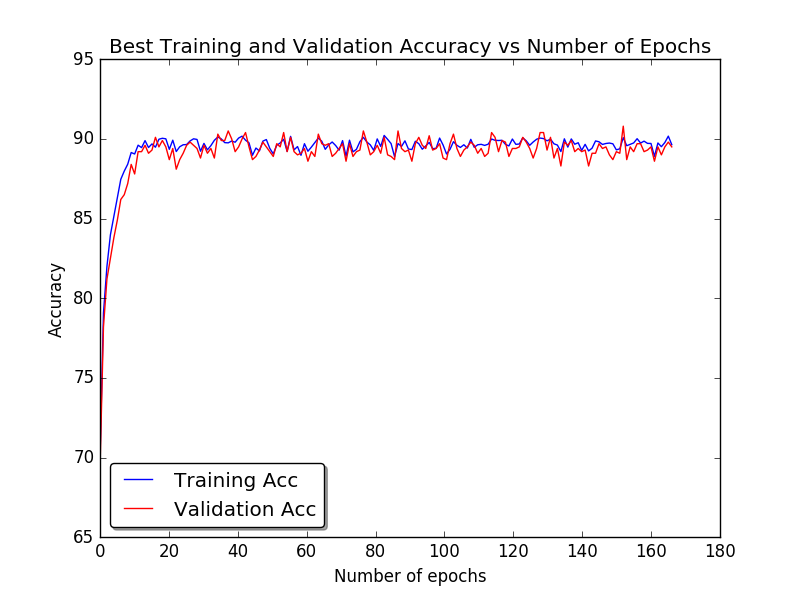 Best Training and Validation Accuracy vs Number of Epochs
95
90
85
80
75
70
65
Accuracy
Training Acc
Validation Acc
0 20 40 60 80 100 120 140 160 180
Number of epochs